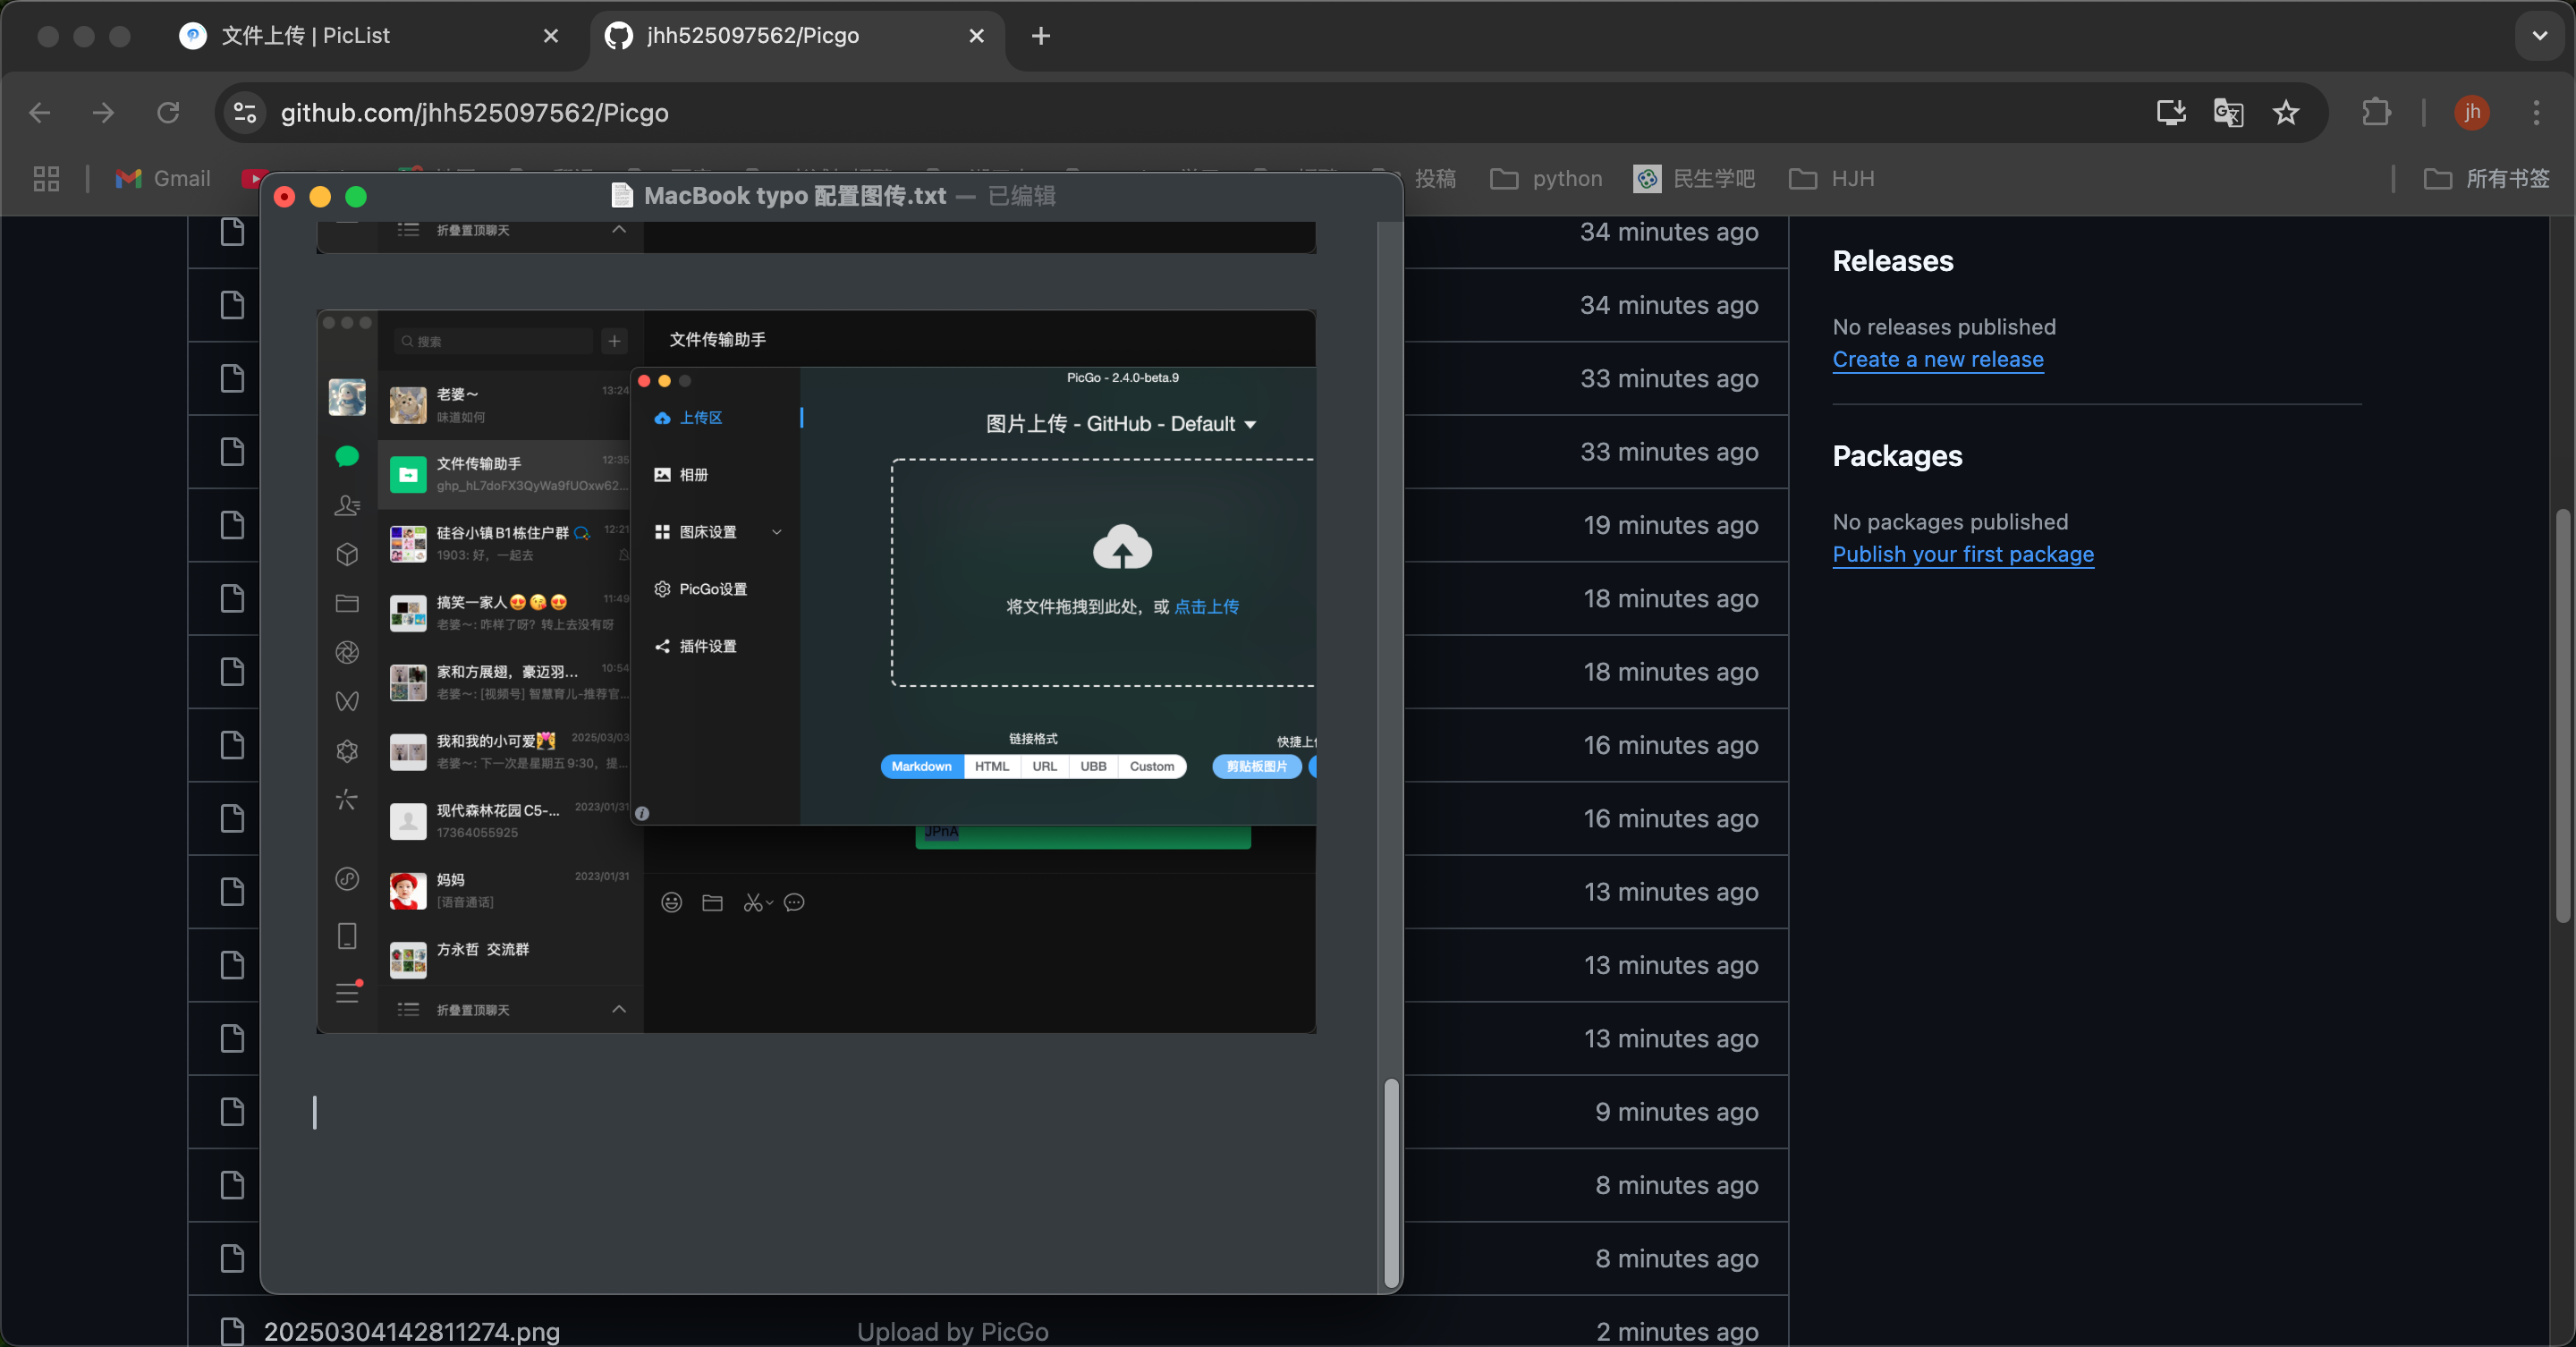 文件上传 | PicList
jhh525097562/Picgo
github.com/jhh525097562/Picgo
jh
Gmail
投稿
python
民生学吧
HJH
所有书签
MacBook typo 配置图传.txt — 已编辑
折叠置顶聊天
搜索
文件传输助手
老婆～
13:24
味道如何
文件传输助手
12:35
ghp_hL7doFX3QyWa9fUOxw62...
硅谷小镇B1栋住户群
12:21
1903: 好，一起去
搞笑一家人😍😘😍
11:49
老婆～: 咋样了呀？转上去没有呀
家和方展翅，豪迈羽...
10:54
老婆～: [视频号] 智慧育儿-推荐官...
我和我的小可爱
2025/03/03
老婆～: 下一次是星期五9:30，提...
现代森林花园C5-...
2023/01/31
17364055925
妈妈
2023/01/31
[语音通话]
方永哲 交流群
折叠置顶聊天
PicGo - 2.4.0-beta.9
上传区
相册
图床设置
PicGo设置
插件设置
图片上传 - GitHub - Default
将文件拖拽到此处，或 点击上传
链接格式
快捷上
Markdown
HTML
URL
UBB
Custom
剪贴板图片
JPnA
34 minutes ago
34 minutes ago
33 minutes ago
33 minutes ago
19 minutes ago
18 minutes ago
18 minutes ago
16 minutes ago
16 minutes ago
13 minutes ago
13 minutes ago
13 minutes ago
9 minutes ago
8 minutes ago
8 minutes ago
20250304142811274.png
Upload by PicGo
2 minutes ago
Releases
No releases published
Create a new release
Packages
No packages published
Publish your first package